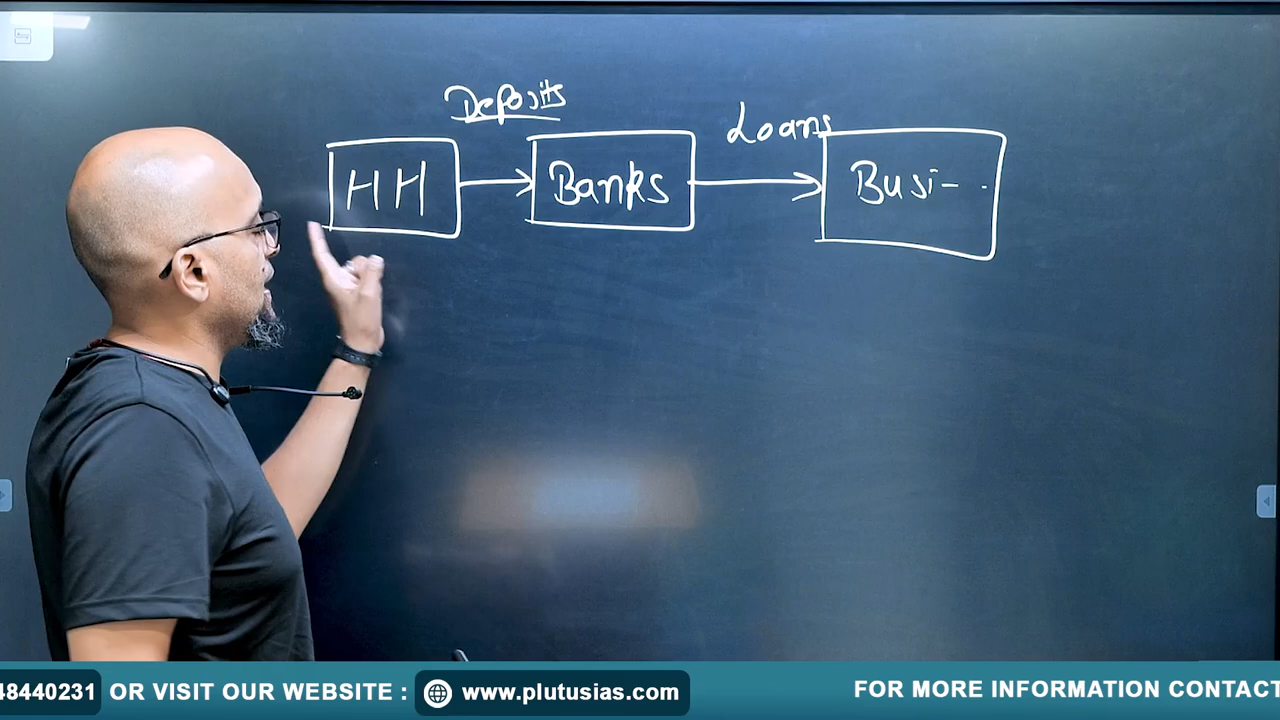 Deposits
Loans
HH
Banks
Busi- .
48440231 OR VISIT OUR WEBSITE : www.plutusias.com FOR MORE INFORMATION CONTACT